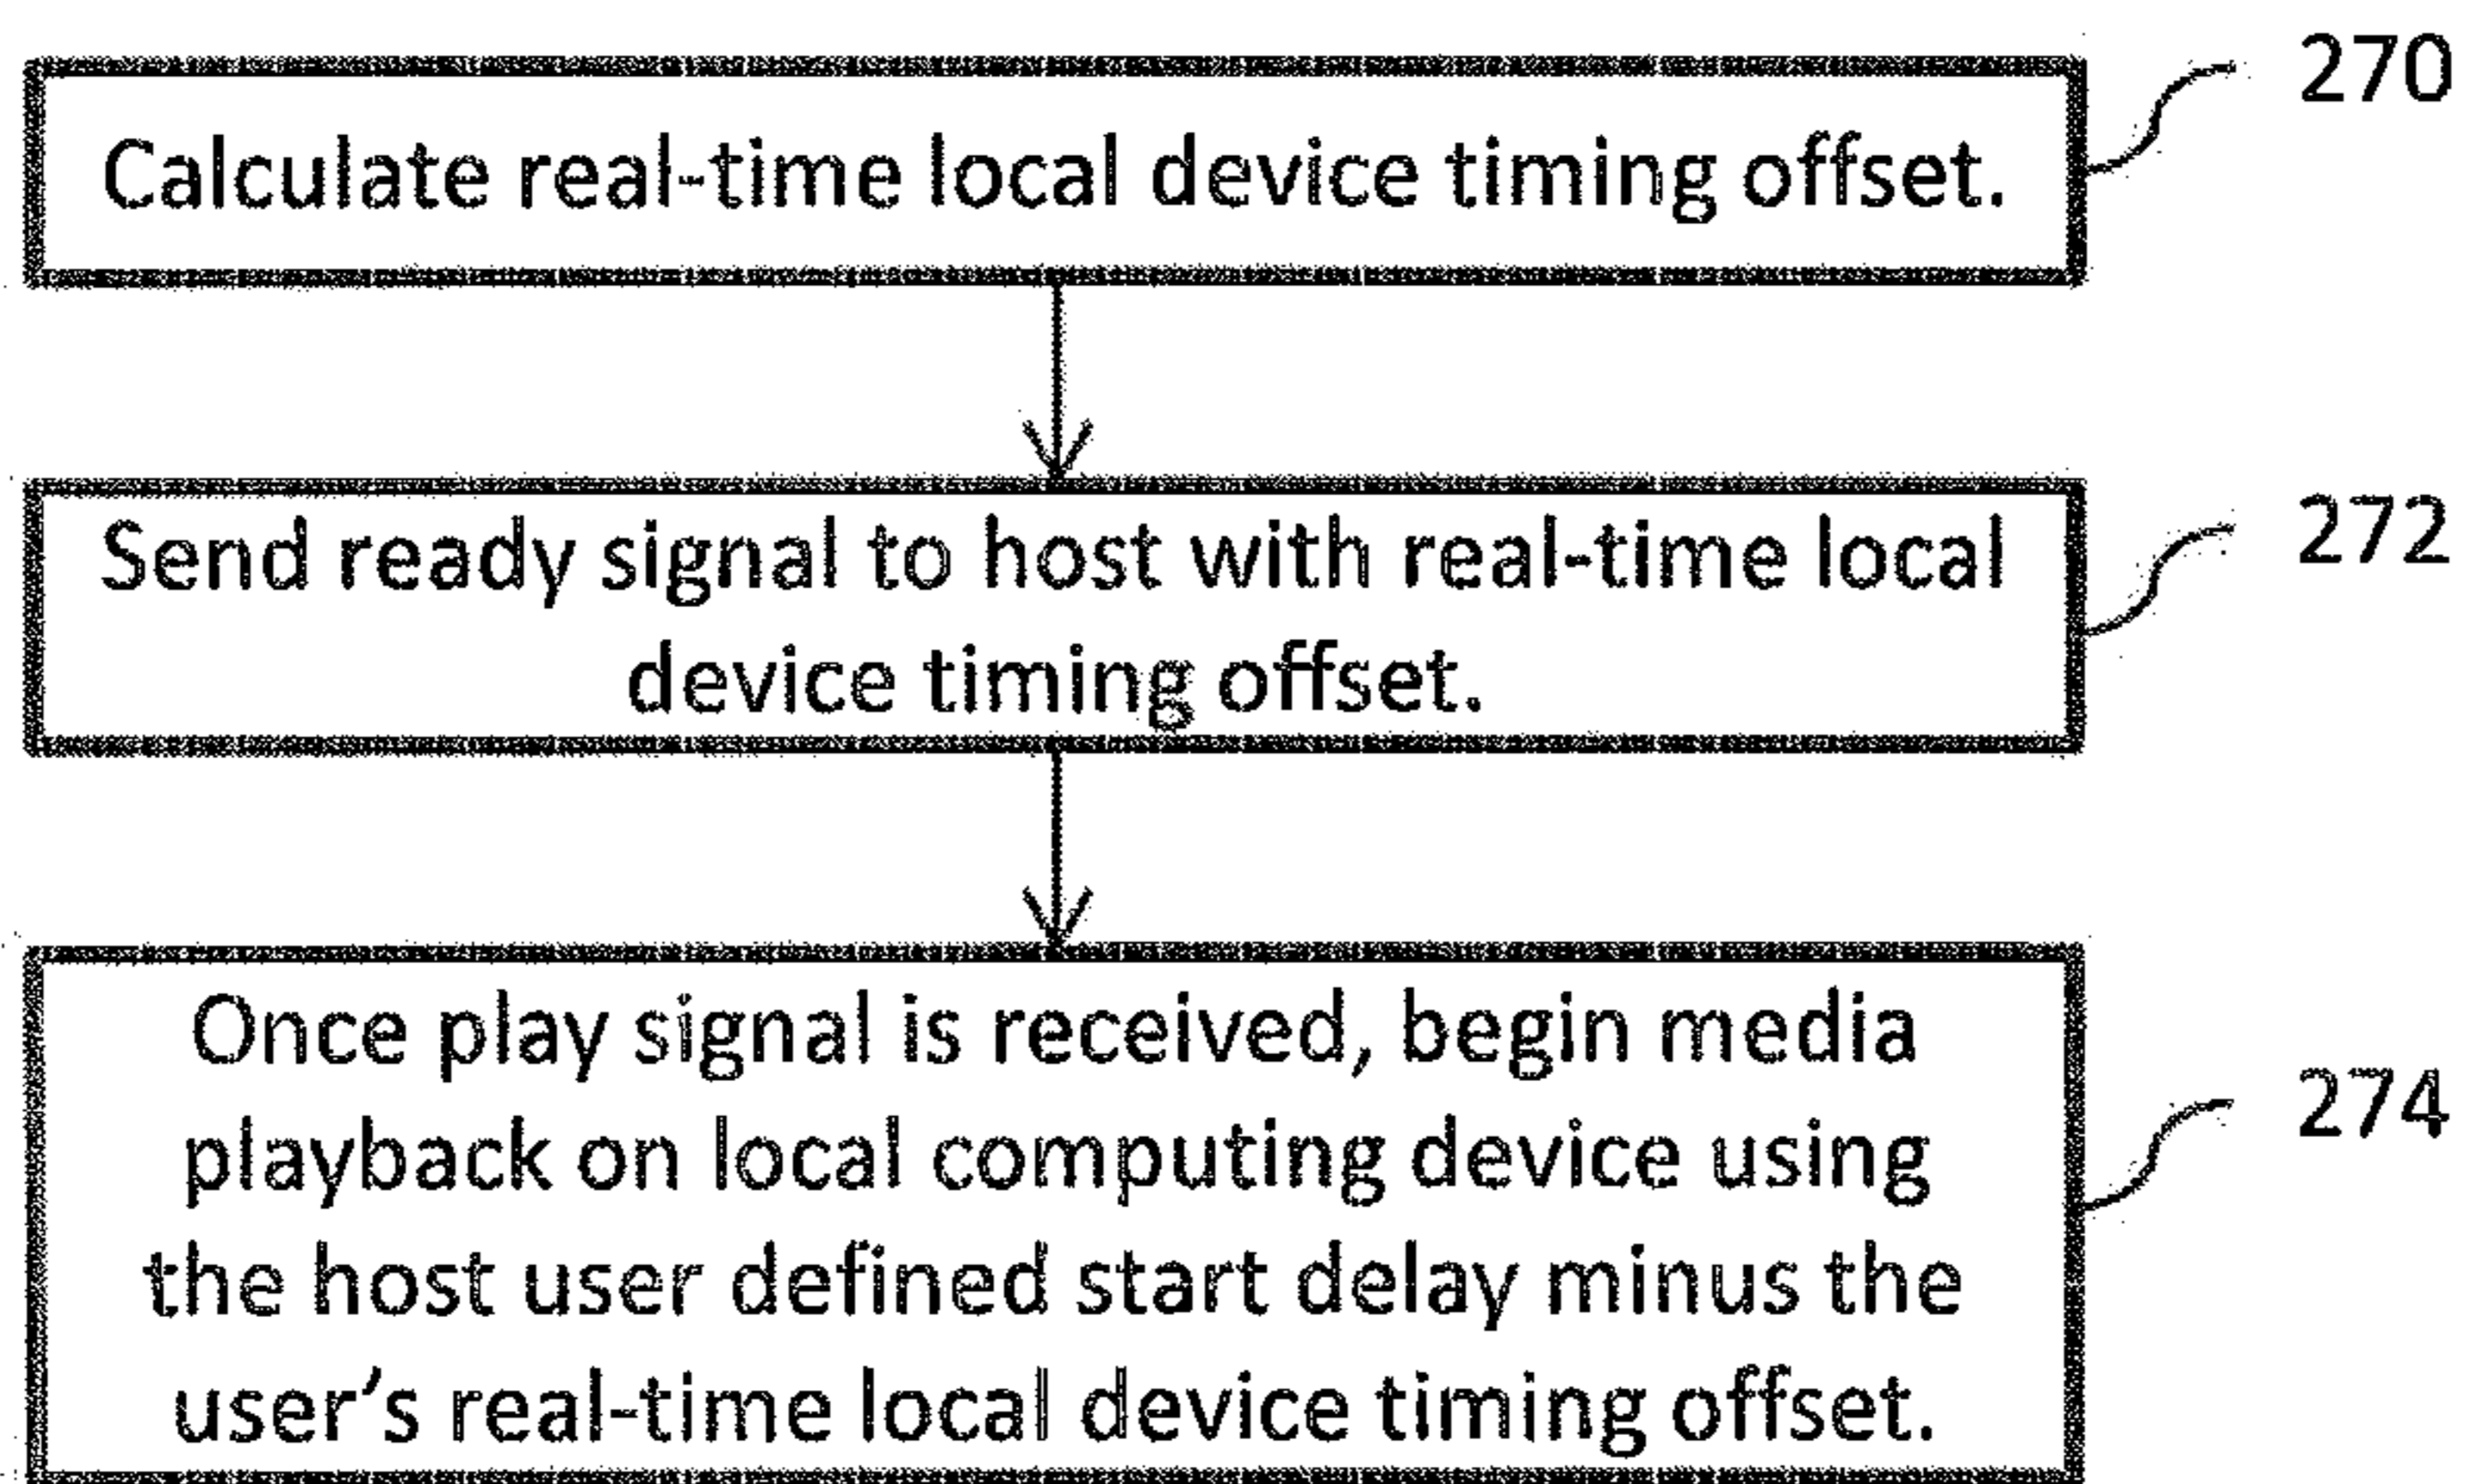 270
Calculate real-time local device timing offset.
272
Send ready signal to host with real-time local
device timing offset.
Once play signal is received, begin media
274
playback on local computing device using
the host user defined start delay minus the
user's real-time local device timing offset.